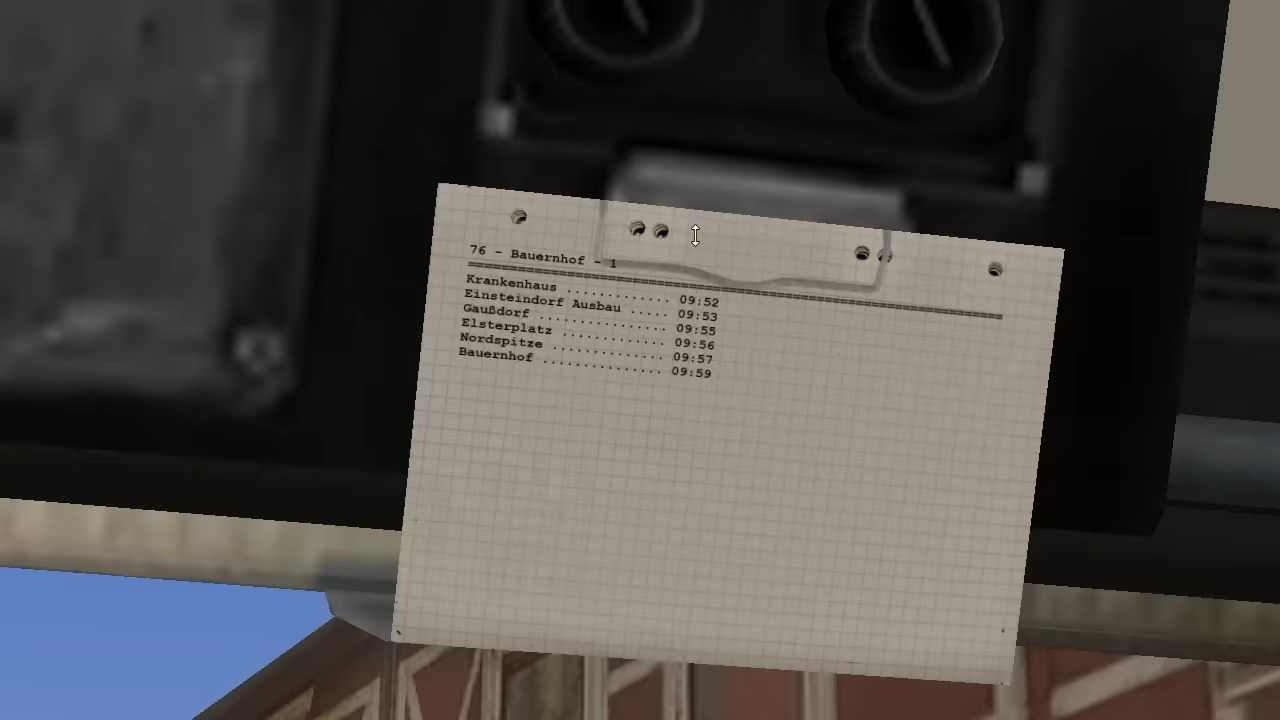 76 - Bauernhof - 1
================================================
Krankenhaus ............. 09:52
Einsteindorf Ausbau ..... 09:53
Gaußdorf ................ 09:55
Elsterplatz ............. 09:56
Nordspitze .............. 09:57
Bauernhof ............... 09:59